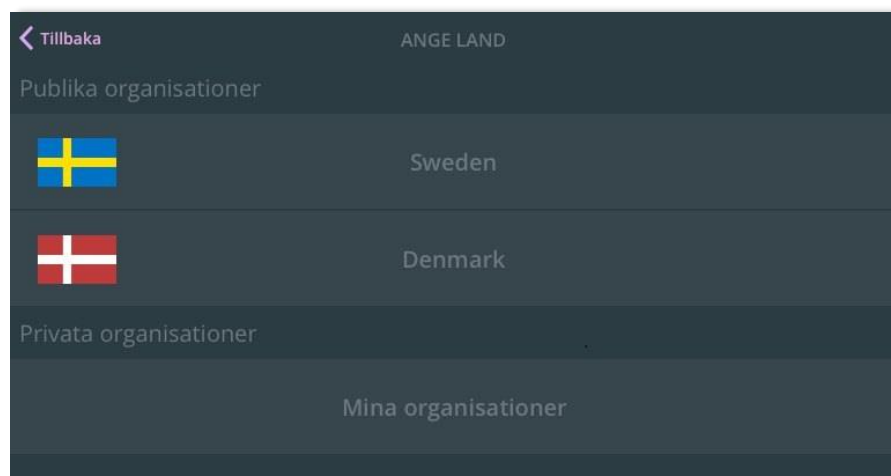 Tillbaka
ANGE LAND
Publika organisationer
Sweden
Denmark
Privata organisationer
Mina organisationer